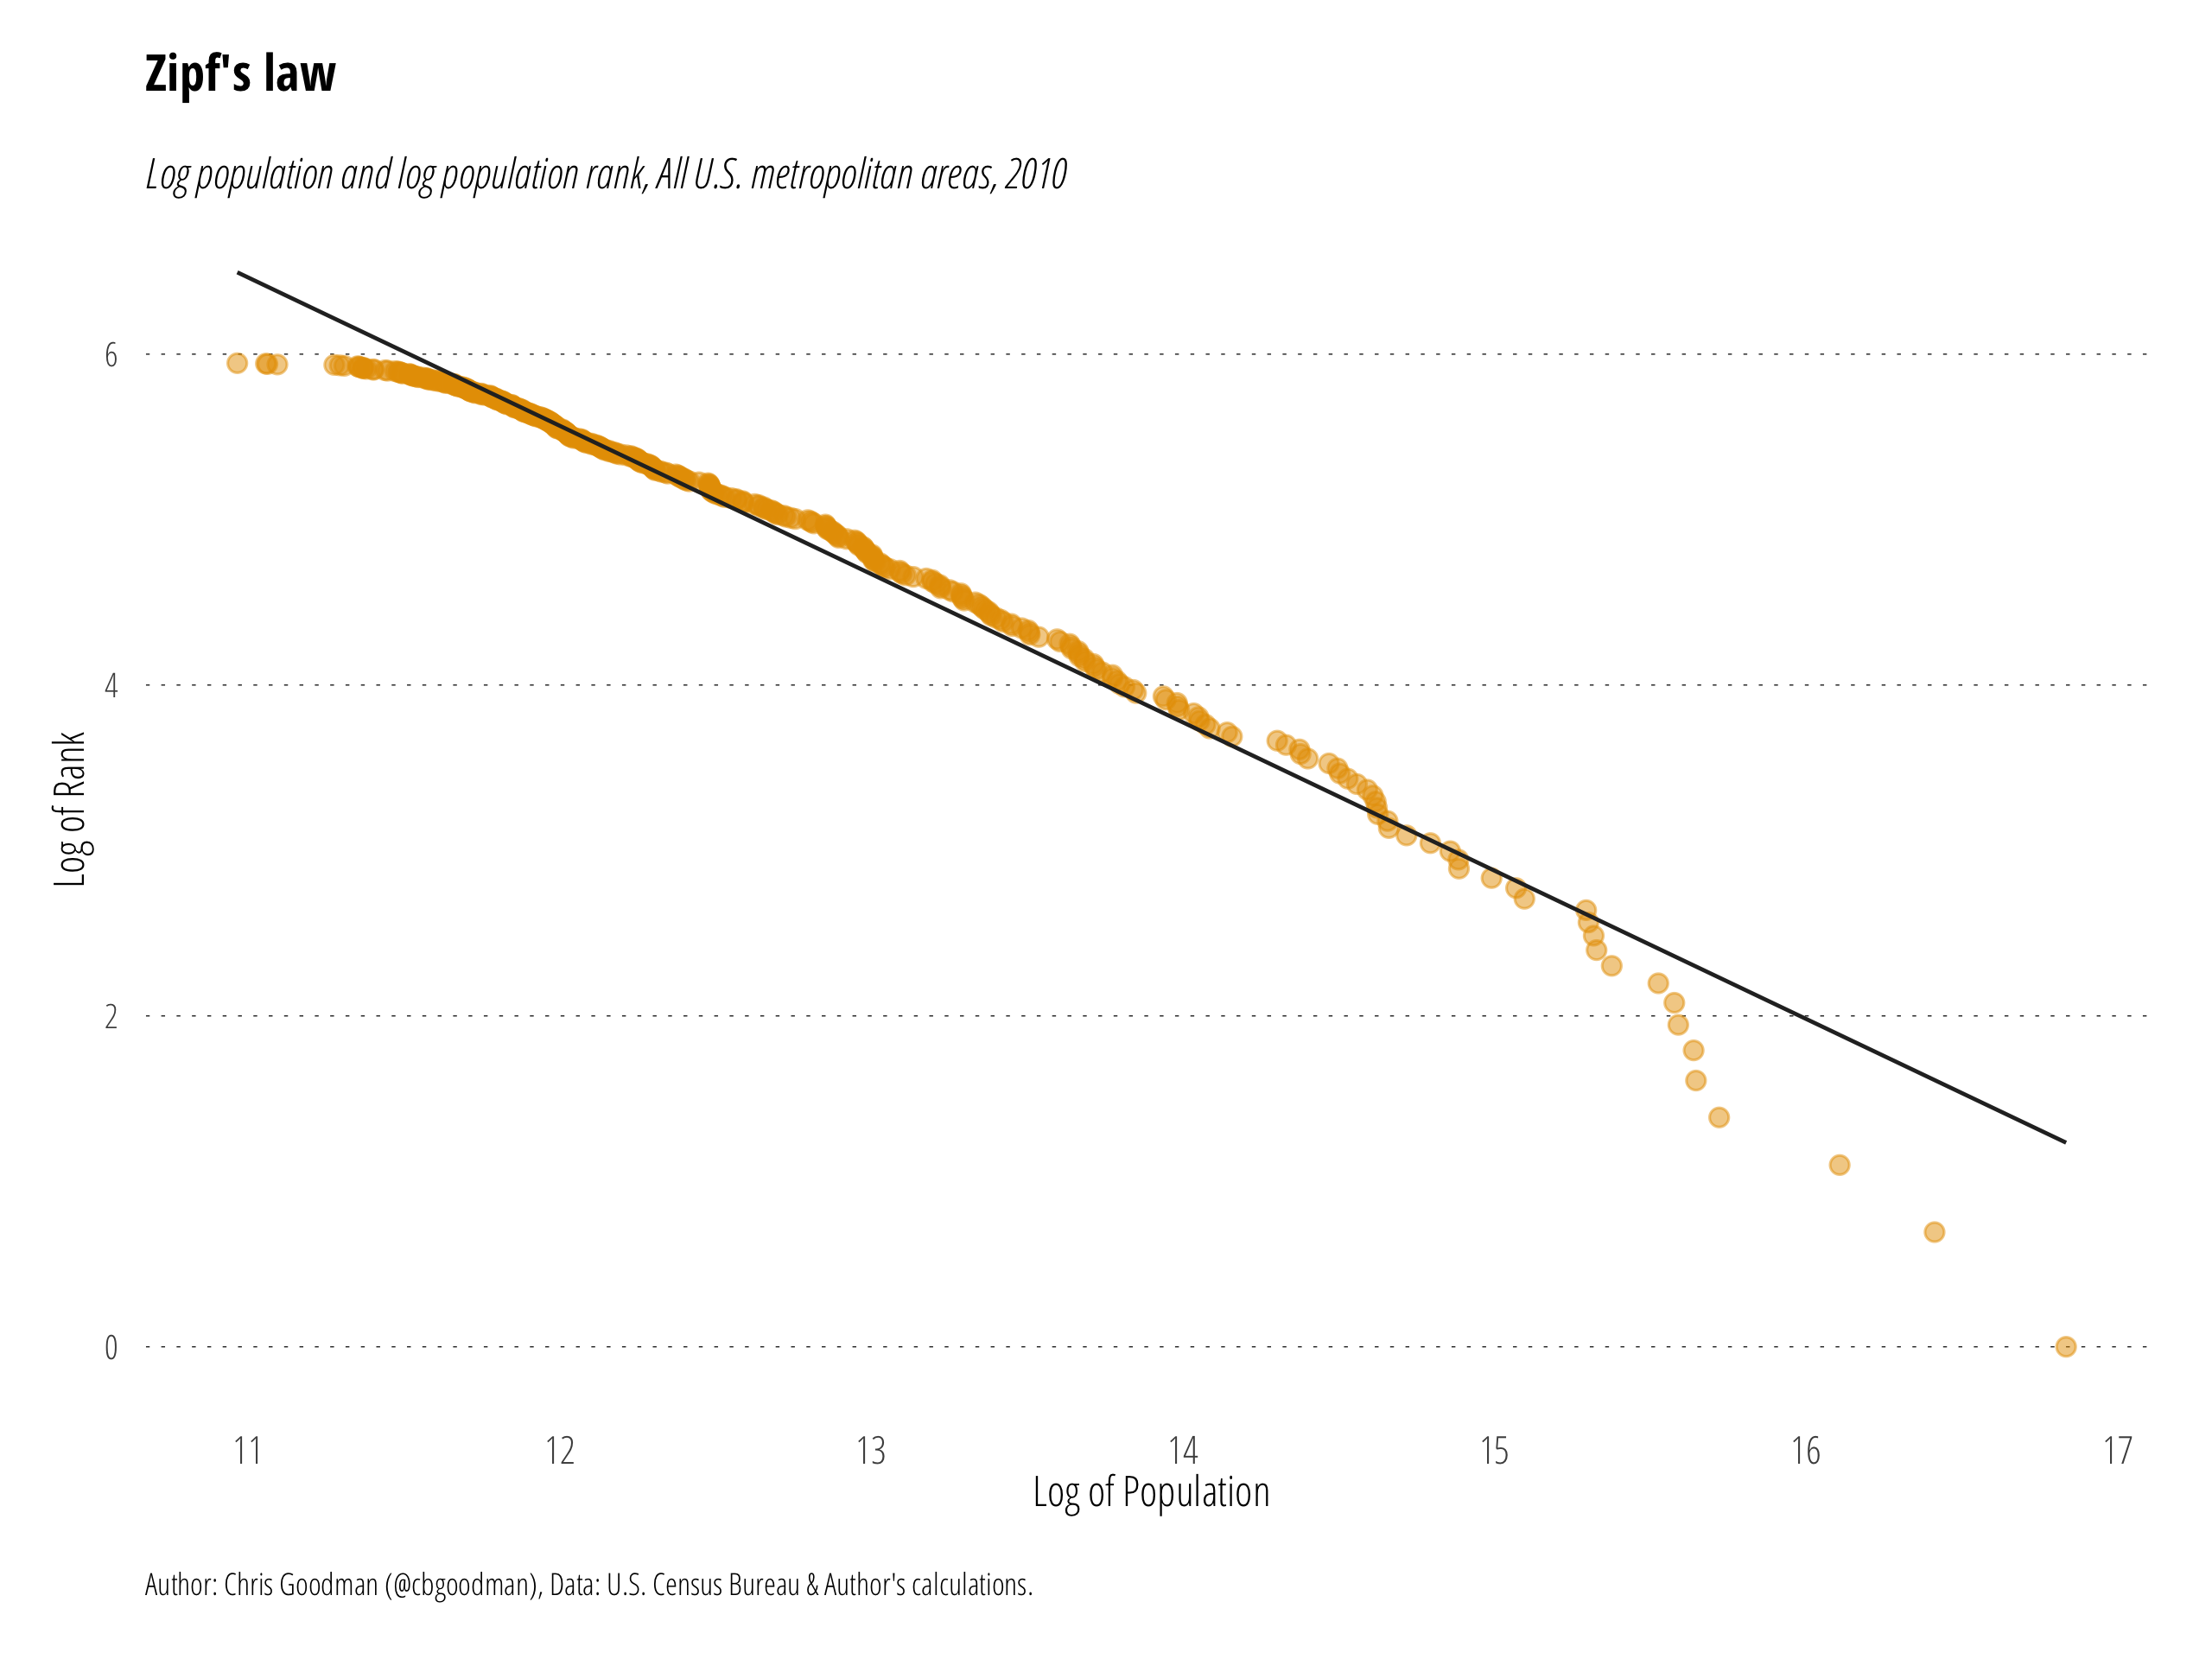 Zipf's law
Log population and log population rank, All U.S. metropolitan areas, 2010
6
4
2
0
Log of Rank
11 12 13 14 15 16 17
Log of Population
Author: Chris Goodman (@cbgoodman), Data: U.S. Census Bureau & Author's calculations.